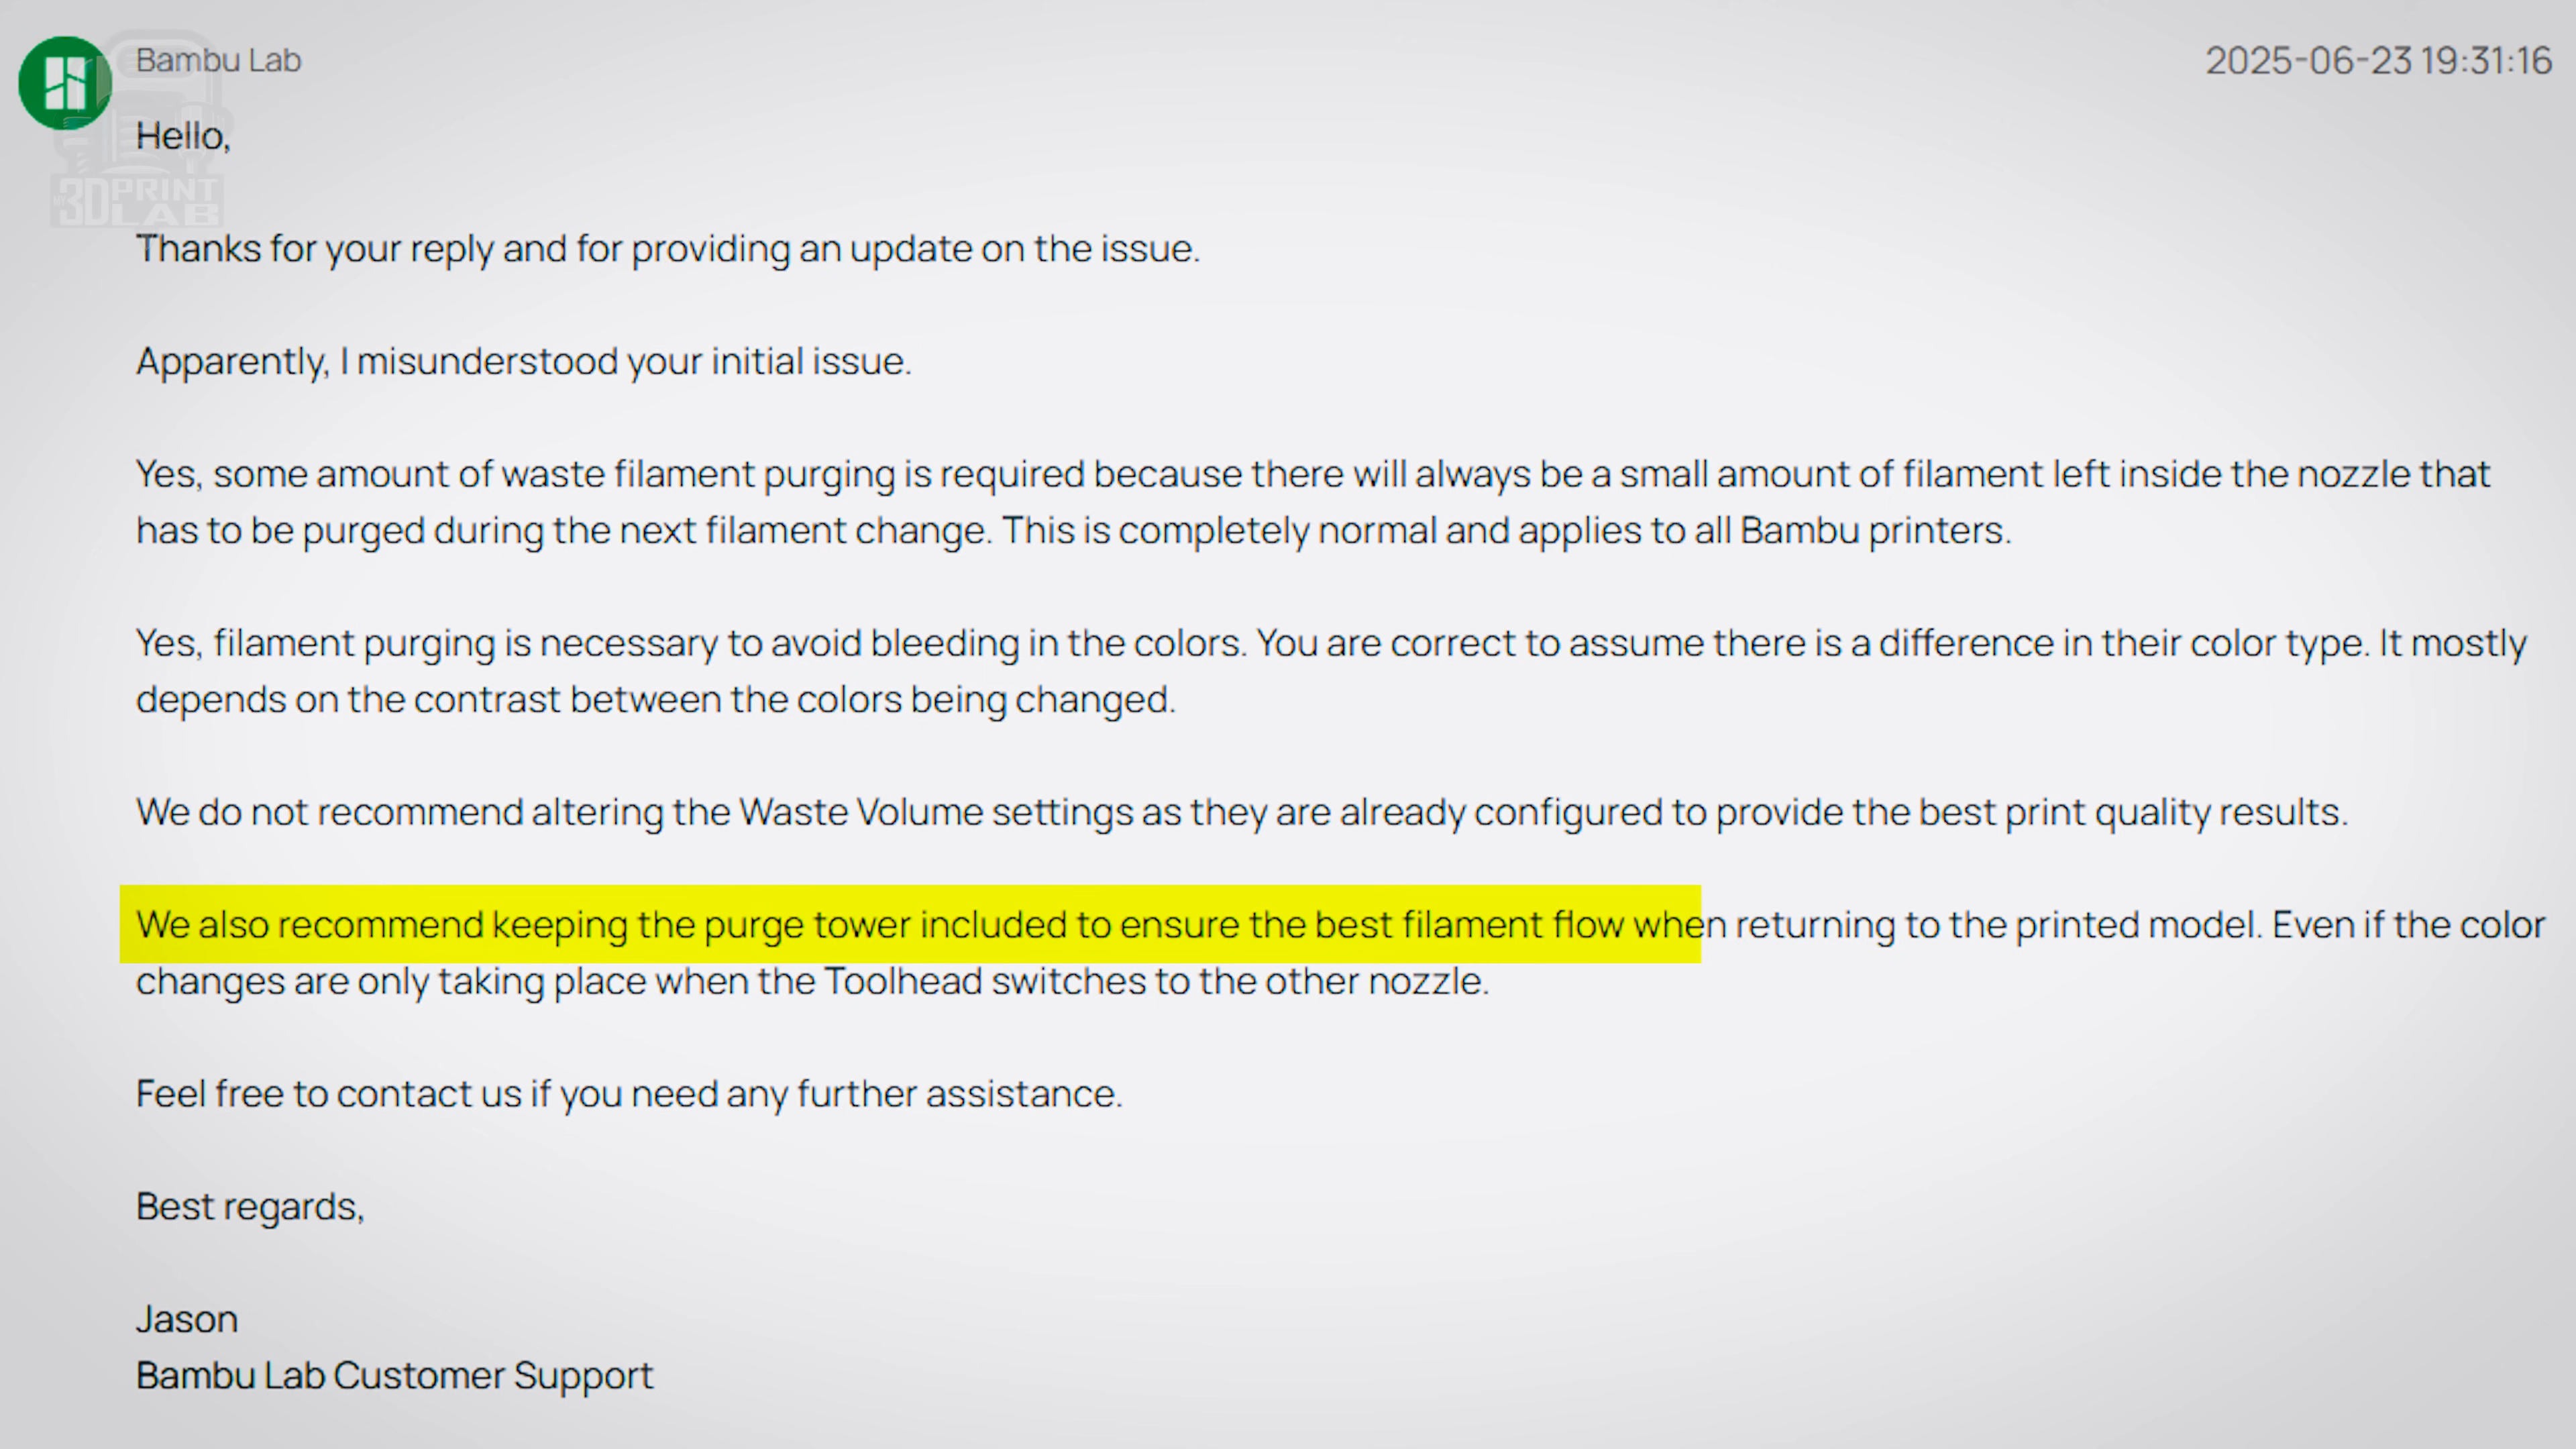 Bambu Lab
2025-06-23 19:31:16
Hello,
MY 3D PRINT LAB
Thanks for your reply and for providing an update on the issue.
Apparently, I misunderstood your initial issue.
Yes, some amount of waste filament purging is required because there will always be a small amount of filament left inside the nozzle that
has to be purged during the next filament change. This is completely normal and applies to all Bambu printers.
Yes, filament purging is necessary to avoid bleeding in the colors. You are correct to assume there is a difference in their color type. It mostly
depends on the contrast between the colors being changed.
We do not recommend altering the Waste Volume settings as they are already configured to provide the best print quality results.
We also recommend keeping the purge tower included to ensure the best filament flow when returning to the printed model. Even if the color
changes are only taking place when the Toolhead switches to the other nozzle.
Feel free to contact us if you need any further assistance.
Best regards,
Jason
Bambu Lab Customer Support